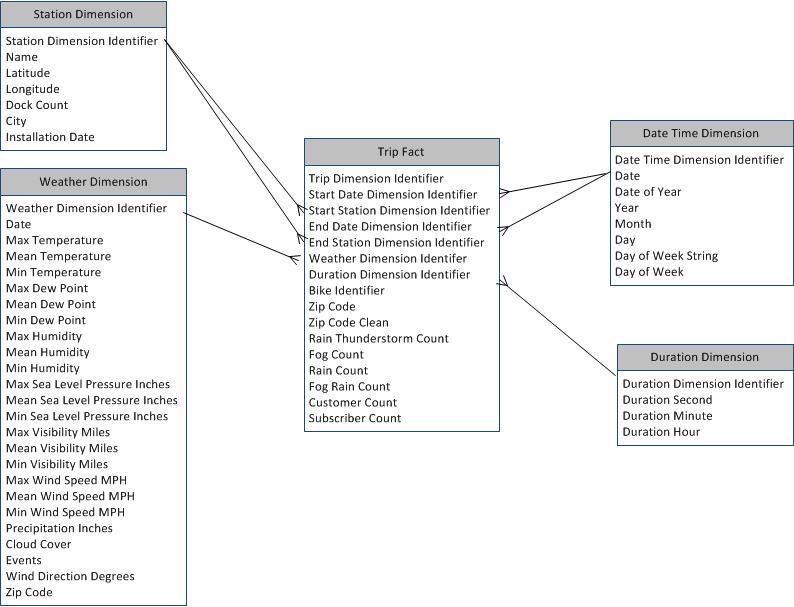 Station Dimension
Station Dimension Identifier
Name
Latitude
Longitude
Dock Count
City
Installation Date
Weather Dimension
Weather Dimension Identifier
Date
Max Temperature
Mean Temperature
Min Temperature
Max Dew Point
Mean Dew Point
Min Dew Point
Max Humidity
Mean Humidity
Min Humidity
Max Sea Level Pressure Inches
Mean Sea Level Pressure Inches
Min Sea Level Pressure Inches
Max Visibility Miles
Mean Visibility Miles
Min Visibility Miles
Max Wind Speed MPH
Mean Wind Speed MPH
Min Wind Speed MPH
Precipitation Inches
Cloud Cover
Events
Wind Direction Degrees
Zip Code
Trip Fact
Trip Dimension Identifier
Start Date Dimension Identifier
Start Station Dimension Identifier
End Date Dimension Identifier
End Station Dimension Identifier
Weather Dimension Identifer
Duration Dimension Identifier
Bike Identifier
Zip Code
Zip Code Clean
Rain Thunderstorm Count
Fog Count
Rain Count
Fog Rain Count
Customer Count
Subscriber Count
Date Time Dimension
Date Time Dimension Identifier
Date
Date of Year
Year
Month
Day
Day of Week String
Day of Week
Duration Dimension
Duration Dimension Identifier
Duration Second
Duration Minute
Duration Hour